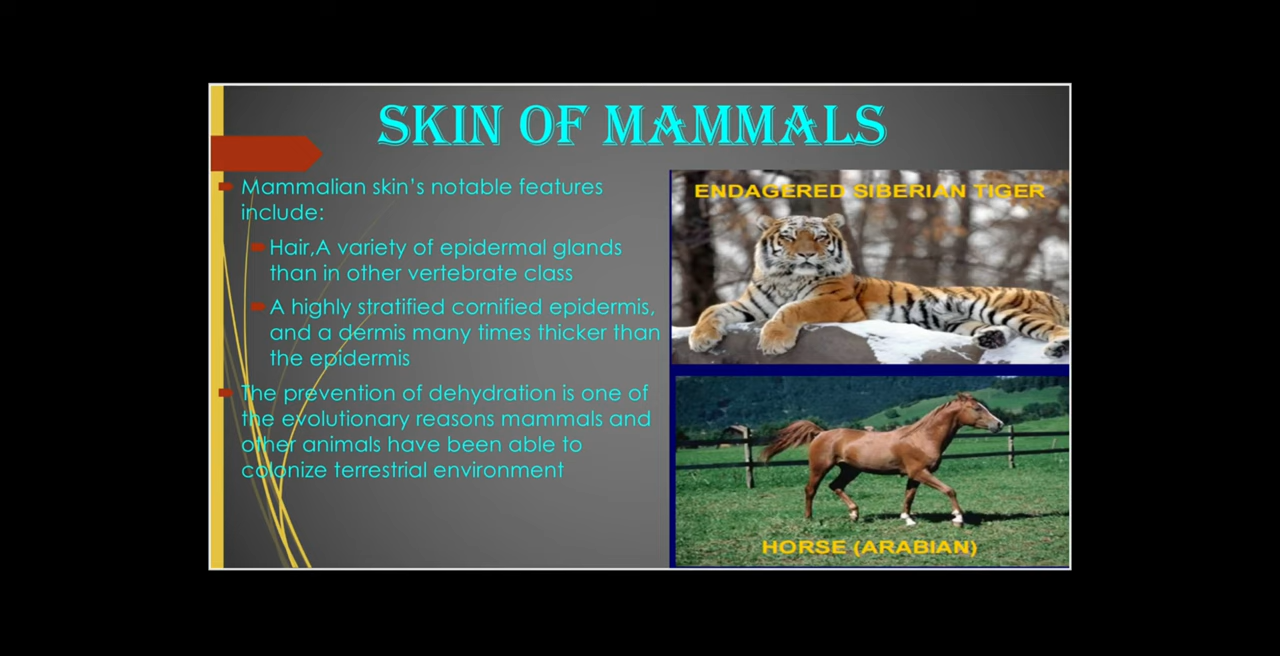 SKIN OF MAMMALS
Mammalian skin's notable features
include:
Hair,A variety of epidermal glands
than in other vertebrate class
A highly stratified cornified epidermis,
and a dermis many times thicker than
the epidermis
The prevention of dehydration is one of
the evolutionary reasons mammals and
other animals have been able to
colonize terrestrial environment
ENDAGERED SIBERIAN TIGER
HORSE (ARABIAN)